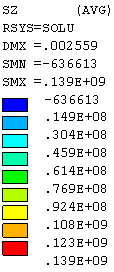 SZ (AVG)
RSYS=SOLU
DMX =.002559
SMN =-636613
SMX =.139E+09
-636613
.149E+08
.304E+08
.459E+08
.614E+08
.769E+08
.924E+08
.108E+09
.123E+09
.139E+09